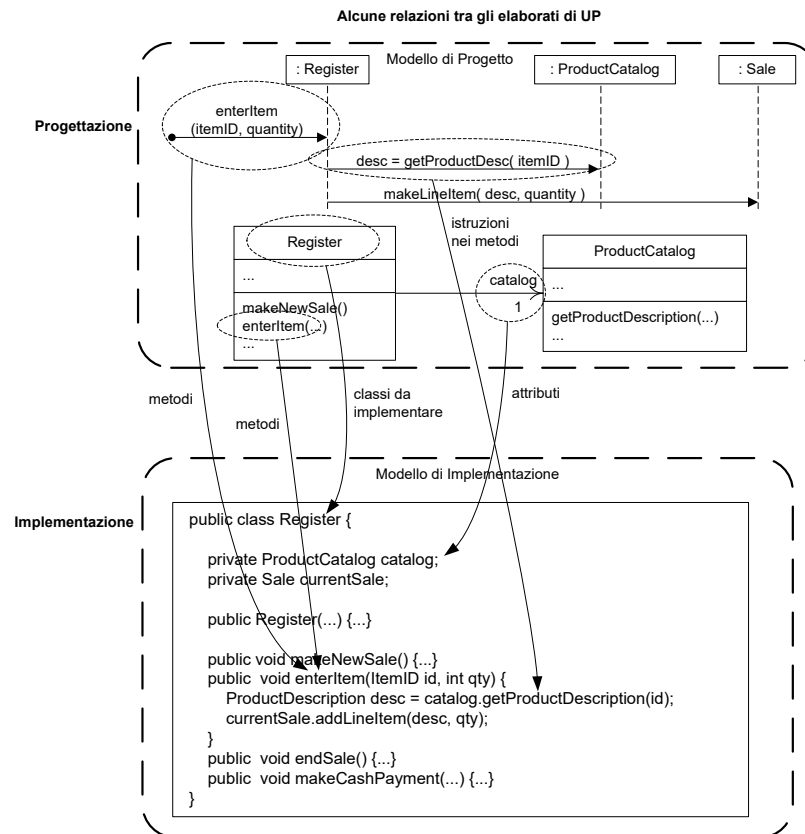 Alcune relazioni tra gli elaborati di UP
Modello di Progetto
: Register
: ProductCatalog
: Sale
Progettazione
enterItem
(itemID, quantity)
desc = getProductDesc( itemID )
makeLineItem( desc, quantity )
istruzioni
nei metodi
Register
...
makeNewSale()
enterItem(...)
...
catalog
1
ProductCatalog
...
getProductDescription(...)
...
metodi
metodi
classi da
implementare
attributi
Modello di Implementazione
Implementazione
public class Register {
private ProductCatalog catalog;
private Sale currentSale;
public Register(...) {...}
public void makeNewSale() {...}
public void enterItem(ItemID id, int qty) {
ProductDescription desc = catalog.getProductDescription(id);
currentSale.addLineItem(desc, qty);
}
public void endSale() {...}
public void makeCashPayment(...) {...}
}